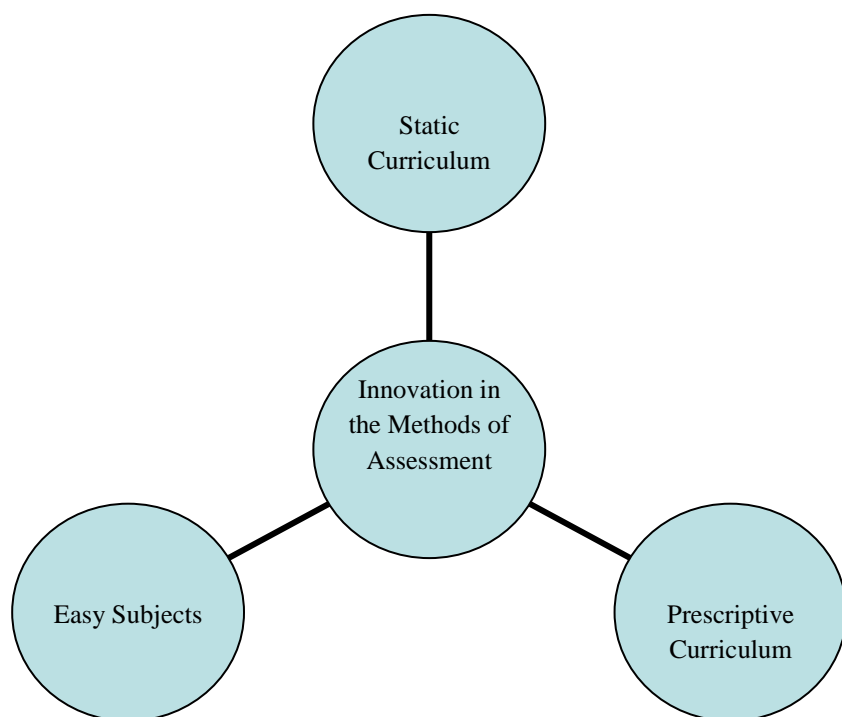 Static
Curriculum
Innovation in
the Methods of
Assessment
Easy Subjects
Prescriptive
Curriculum